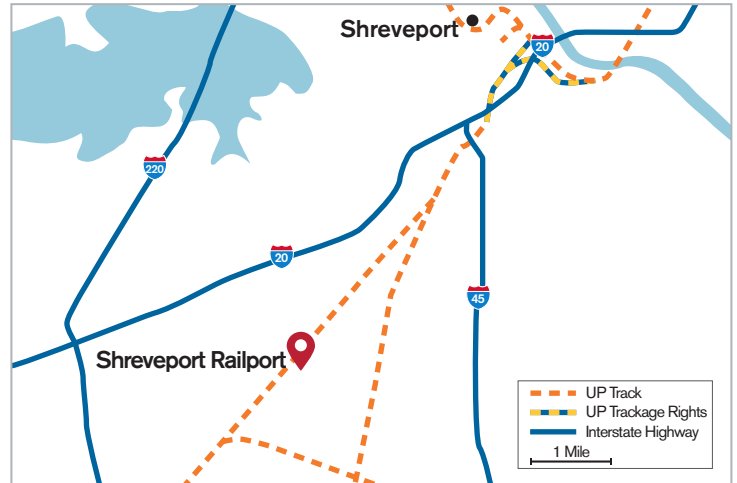 Shreveport
20
220
20
45
Shreveport Railport
UP Track
UP Trackage Rights
Interstate Highway
1 Mile